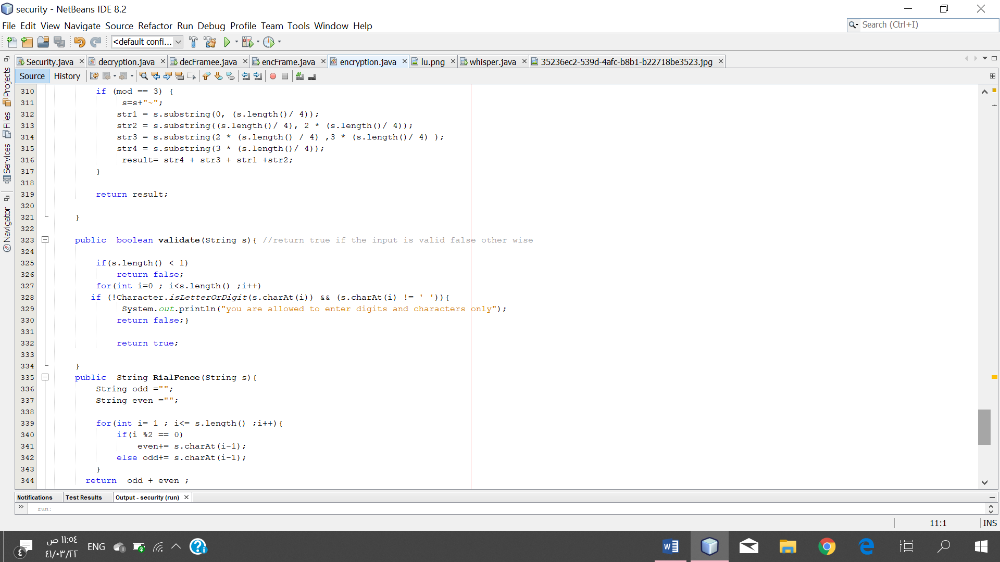 security - NetBeans IDE 8.2
File Edit View Navigate Source Refactor Run Debug Profile Team Tools Window Help
Search (Ctrl+I)
<default confi...
Security.java decryption.java decFramee.java encFrame.java encryption.java lu.png whisper.java 35236ec2-539d-4afc-b8b1-b22718be3523.jpg
Source History
Projects
Files
Services
Navigator
310 if (mod == 3) {
311 s=s+"~";
312 str1 = s.substring(0, (s.length()/ 4));
313 str2 = s.substring((s.length()/ 4), 2 * (s.length()/ 4));
314 str3 = s.substring(2 * (s.length() / 4) ,3 * (s.length()/ 4) );
315 str4 = s.substring(3 * (s.length()/ 4));
316 result= str4 + str3 + str1 +str2;
317 }
318
319 return result;
320
321 }
322
323 public boolean validate(String s){ //return true if the input is valid false other wise
324
325 if(s.length() < 1)
326 return false;
327 for(int i=0 ; i<s.length() ;i++)
328 if (!Character.isLetterOrDigit(s.charAt(i)) && (s.charAt(i) != ' ')){
329 System.out.println("you are allowed to enter digits and characters only");
330 return false;}
331
332 return true;
333
334 }
335 public String RialFence(String s){
336 String odd ="";
337 String even ="";
338
339 for(int i= 1 ; i<= s.length() ;i++){
340 if(i %2 == 0)
341 even+= s.charAt(i-1);
342 else odd+= s.charAt(i-1);
343 }
344 return odd + even ;
Notifications Test Results Output - security (run)
run:
11:1 INS
١١:٥٤ ص
٤١/٠٣/٢٢
ENG
٤